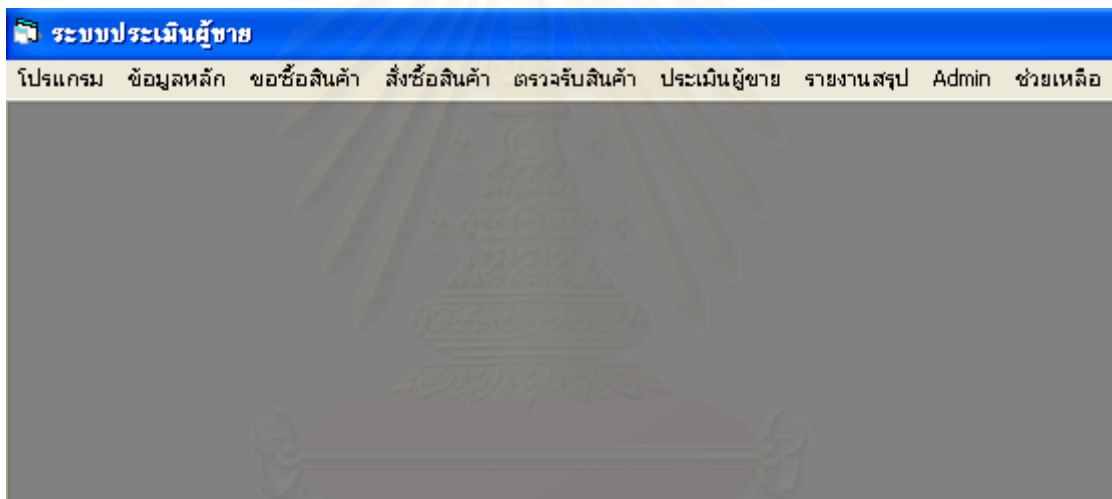 ระบบประเมินผู้ขาย
โปรแกรม ข้อมูลหลัก ขอซื้อสินค้า สั่งซื้อสินค้า ตรวจรับสินค้า ประเมินผู้ขาย รายงานสรุป Admin ช่วยเหลือ